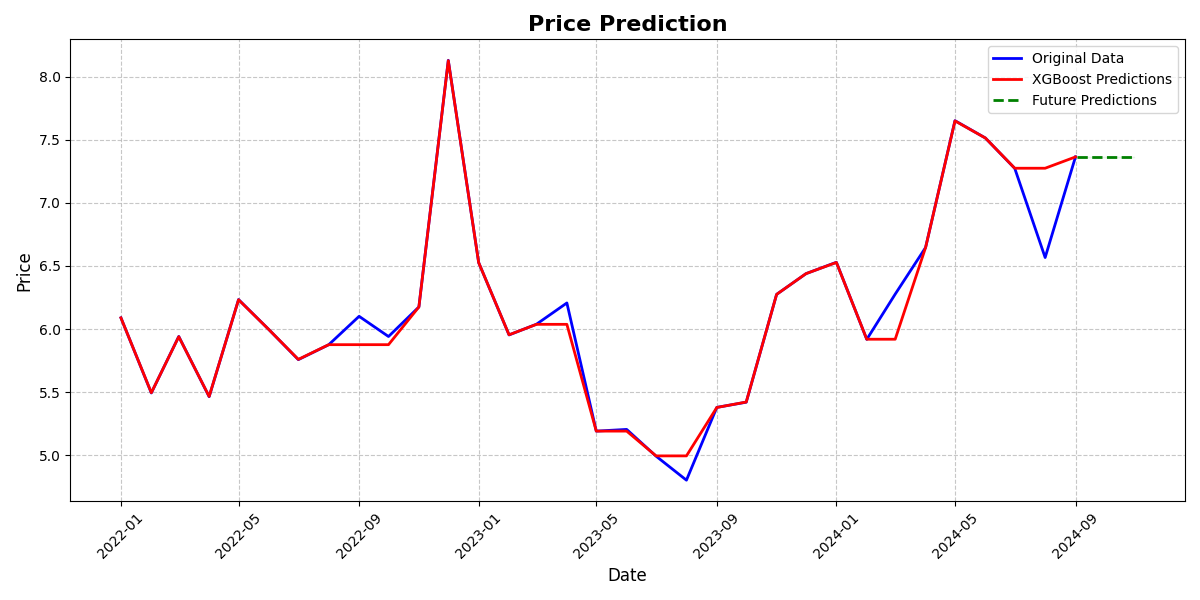 Price Prediction
Original Data
XGBoost Predictions
Future Predictions
Price
8.0
7.5
7.0
6.5
6.0
5.5
5.0
2022-01
2022-05
2022-09
2023-01
2023-05
2023-09
2024-01
2024-05
2024-09
Date